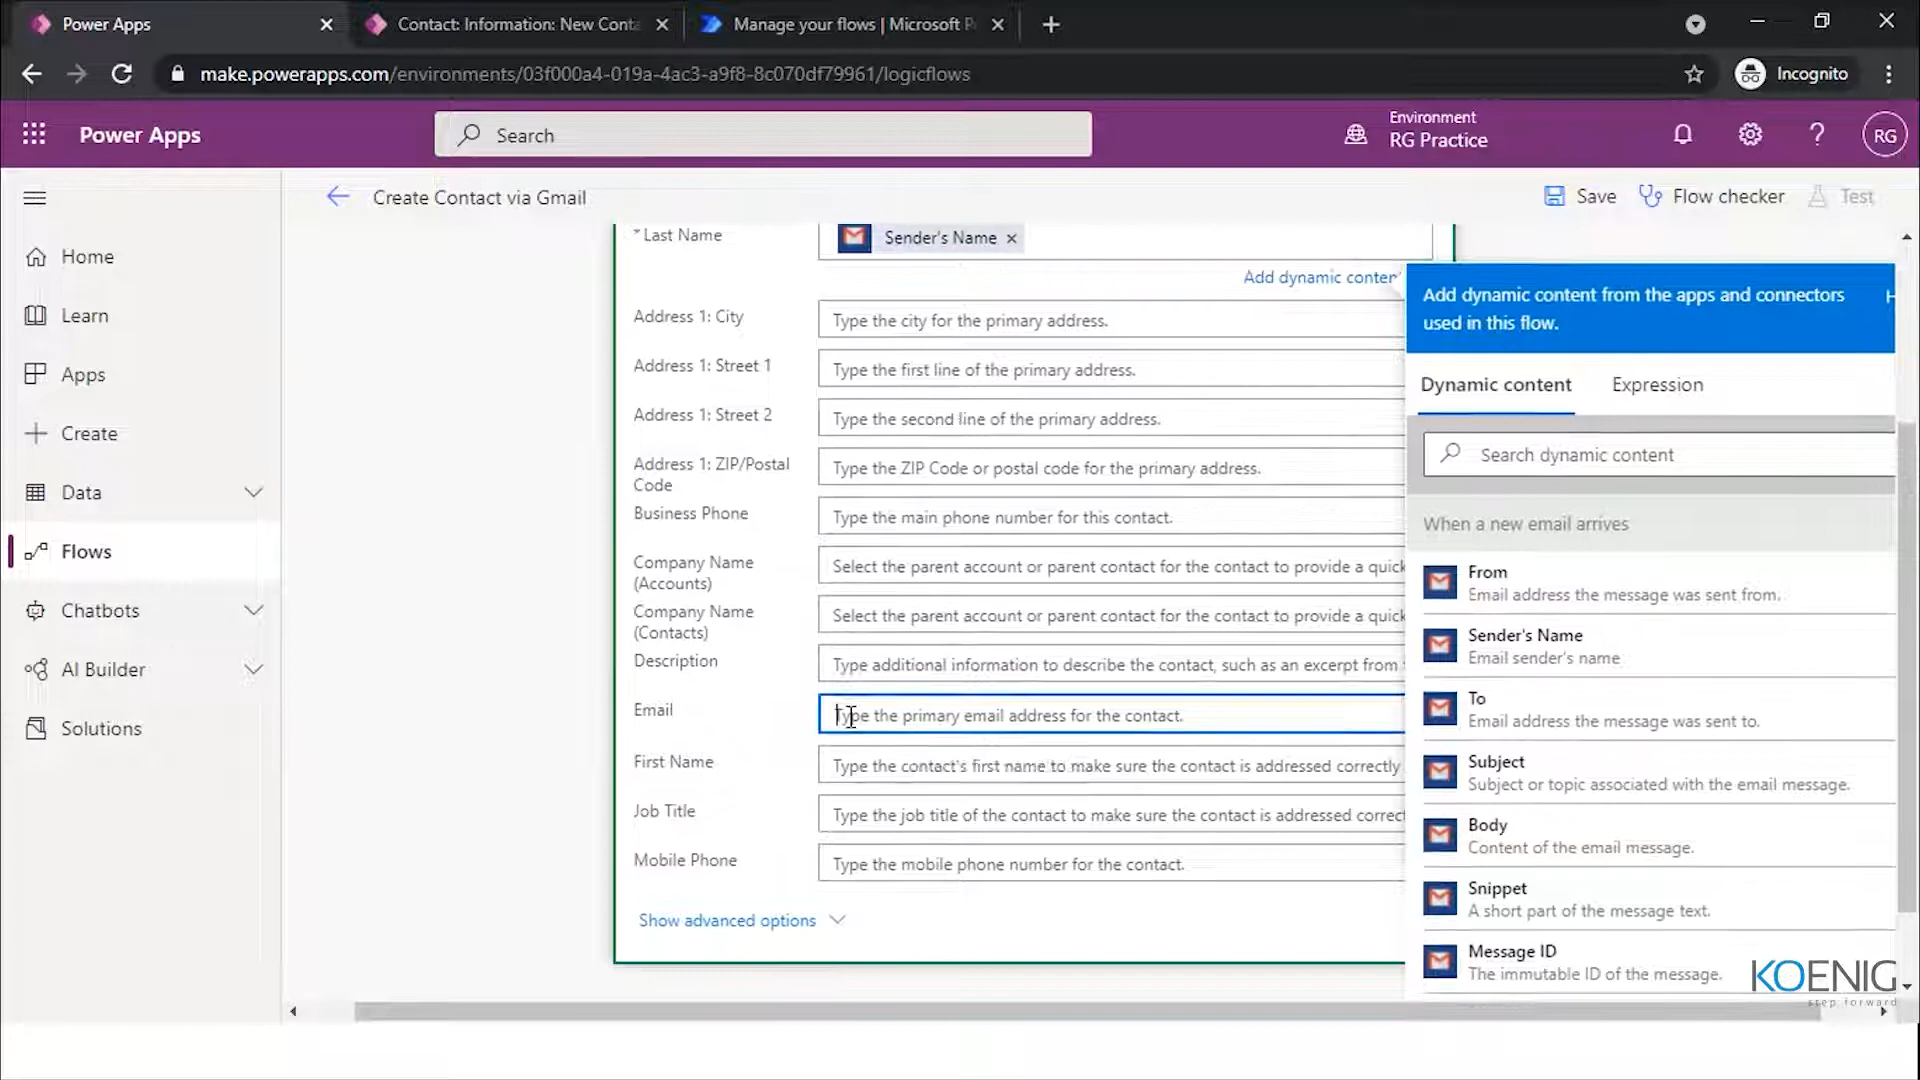 Power Apps
Contact: Information: New Conta
Manage your flows | Microsoft P
make.powerapps.com/environments/03f000a4-019a-4ac3-a9f8-8c070df79961/logicflows
Incognito
Power Apps
Search
Environment
RG Practice
RG
Create Contact via Gmail
Save
Flow checker
Test
Home
Learn
Apps
Create
Data
Flows
Chatbots
AI Builder
Solutions
* Last Name
Sender's Name
Add dynamic conten
Address 1: City
Type the city for the primary address.
Address 1: Street 1
Type the first line of the primary address.
Address 1: Street 2
Type the second line of the primary address.
Address 1: ZIP/Postal
Code
Type the ZIP Code or postal code for the primary address.
Business Phone
Type the main phone number for this contact.
Company Name
(Accounts)
Select the parent account or parent contact for the contact to provide a quick
Company Name
(Contacts)
Select the parent account or parent contact for the contact to provide a quick
Description
Type additional information to describe the contact, such as an excerpt from
Email
Type the primary email address for the contact.
First Name
Type the contact's first name to make sure the contact is addressed correctly
Job Title
Type the job title of the contact to make sure the contact is addressed correct
Mobile Phone
Type the mobile phone number for the contact.
Show advanced options
Add dynamic content from the apps and connectors
used in this flow.
Dynamic content
Expression
Search dynamic content
When a new email arrives
From
Email address the message was sent from.
Sender's Name
Email sender's name
To
Email address the message was sent to.
Subject
Subject or topic associated with the email message.
Body
Content of the email message.
Snippet
A short part of the message text.
Message ID
The immutable ID of the message.
KOENIG
step forward